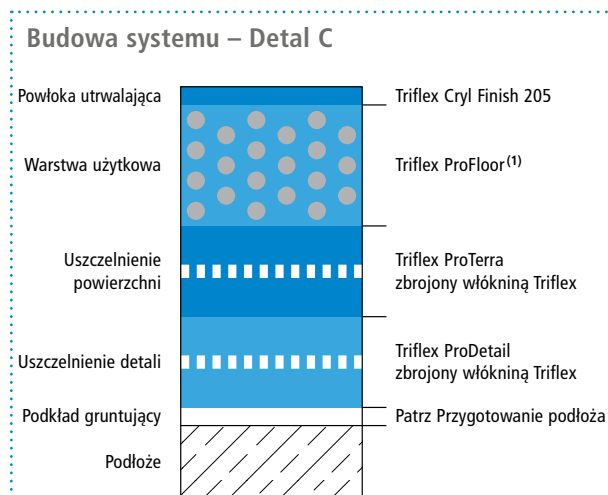 Budowa systemu – Detal C
Powłoka utrwalająca
Triflex Cryl Finish 205
Warstwa użytkowa
Triflex ProFloor(1)
Uszczelnienie
powierzchni
Triflex ProTerra
zbrojony włókniną Triflex
Uszczelnienie detali
Triflex ProDetail
zbrojony włókniną Triflex
Podkład gruntujący
Patrz Przygotowanie podłoża
Podłoże